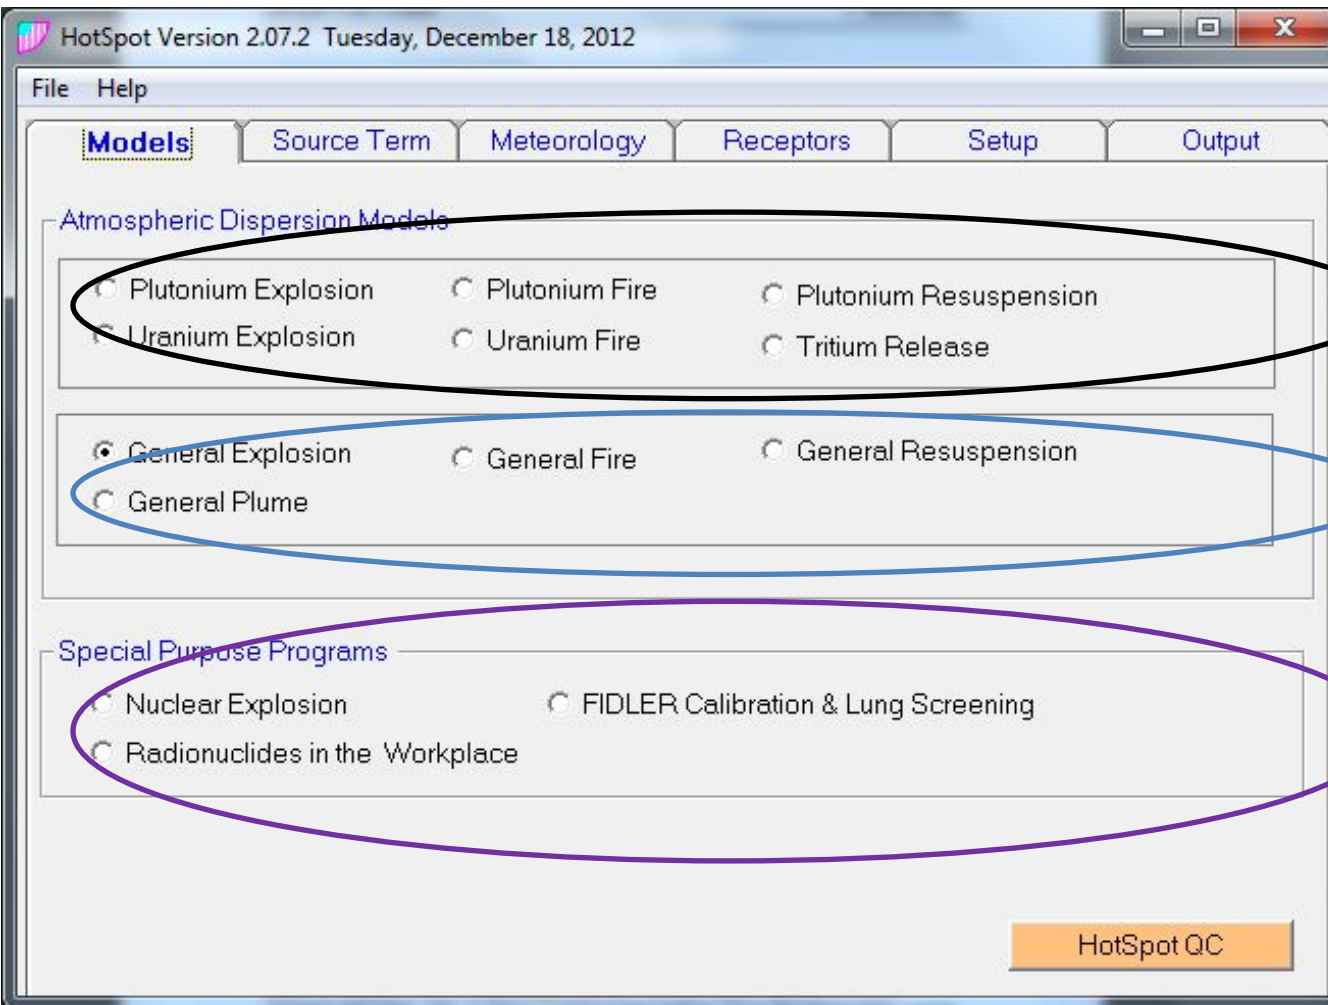 HotSpot Version 2.07.2 Tuesday, December 18, 2012
File Help
Models Source Term Meteorology Receptors Setup Output
Atmospheric Dispersion Models
Plutonium Explosion Plutonium Fire Plutonium Resuspension
Uranium Explosion Uranium Fire Tritium Release
General Explosion General Fire General Resuspension
General Plume
Special Purpose Programs
Nuclear Explosion FIDLER Calibration & Lung Screening
Radionuclides in the Workplace
HotSpot QC